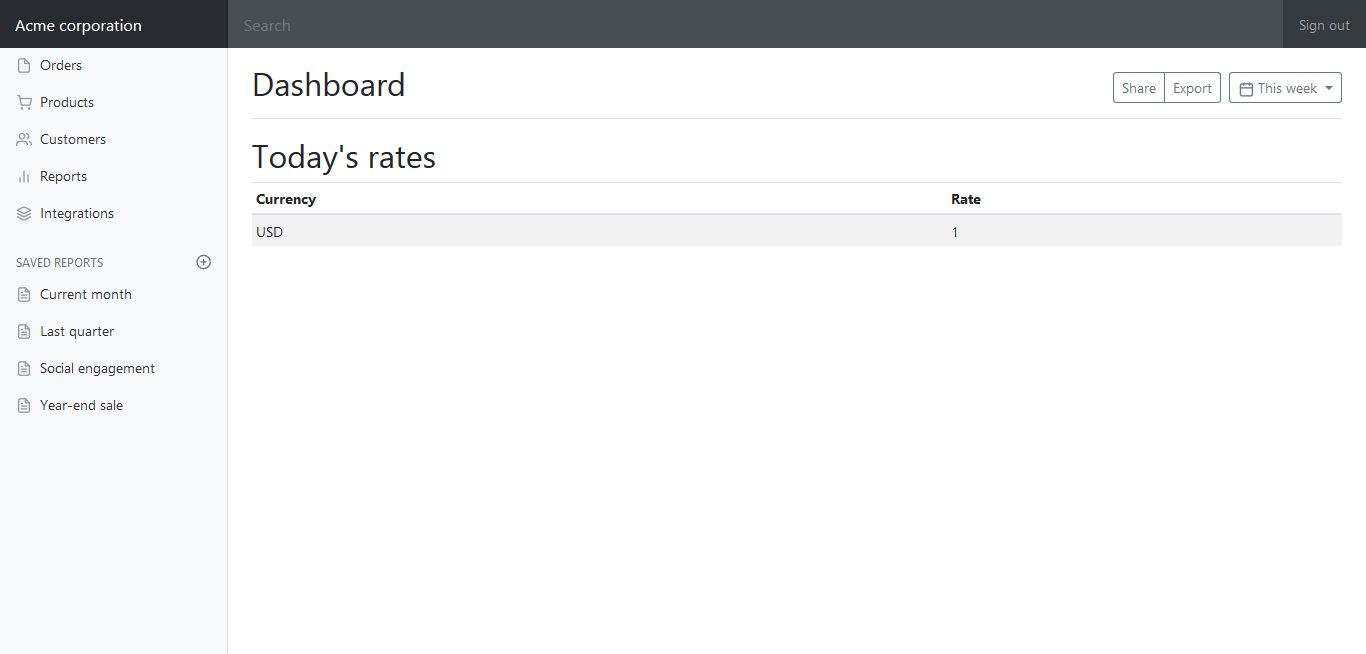 Acme corporation
Search
Sign out
Orders
Products
Customers
Reports
Integrations
SAVED REPORTS
Current month
Last quarter
Social engagement
Year-end sale
Dashboard
Share Export This week
Today's rates
Currency Rate
USD 1